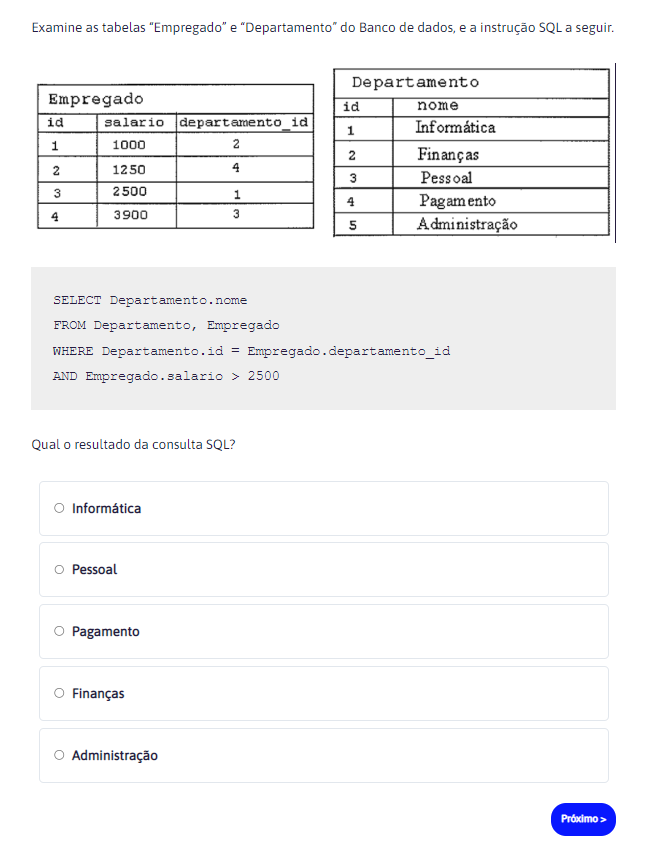 Examine as tabelas “Empregado” e “Departamento” do Banco de dados, e a instrução SQL a seguir.
Empregado
id salario departamento_id
1 1000 2
2 1250 4
3 2500 1
4 3900 3
Departamento
id nome
1 Informática
2 Finanças
3 Pessoal
4 Pagamento
5 Administração
SELECT Departamento.nome
FROM Departamento, Empregado
WHERE Departamento.id = Empregado.departamento_id
AND Empregado.salario > 2500
Qual o resultado da consulta SQL?
Informática
Pessoal
Pagamento
Finanças
Administração
Próximo >